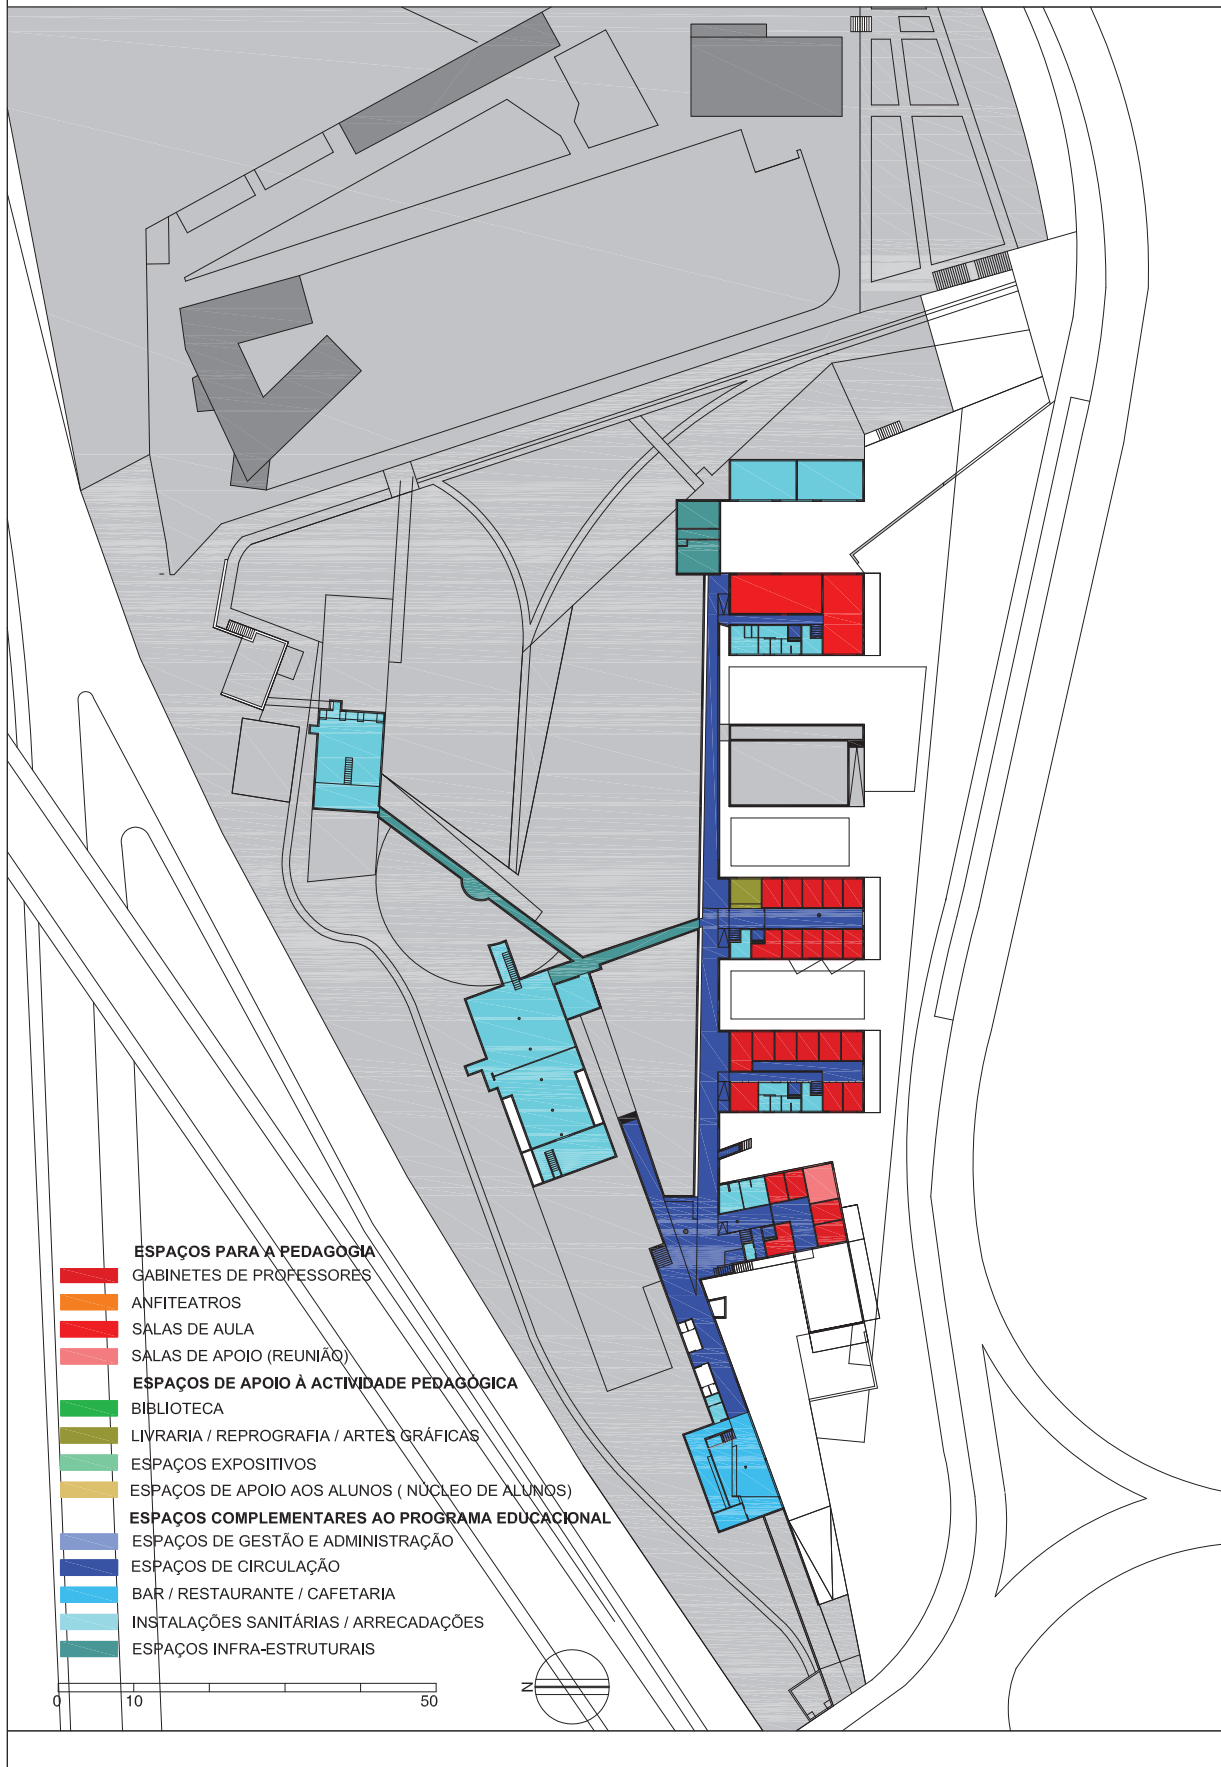 ESPAÇOS PARA A PEDAGOGIA
GABINETES DE PROFESSORES
ANFITEATROS
SALAS DE AULA
SALAS DE APOIO (REUNIÃO)
ESPAÇOS DE APOIO À ACTIVIDADE PEDAGÓGICA
BIBLIOTECA
LIVRARIA / REPROGRAFIA / ARTES GRÁFICAS
ESPAÇOS EXPOSITIVOS
ESPAÇOS DE APOIO AOS ALUNOS ( NÚCLEO DE ALUNOS)
ESPAÇOS COMPLEMENTARES AO PROGRAMA EDUCACIONAL
ESPAÇOS DE GESTÃO E ADMINISTRAÇÃO
ESPAÇOS DE CIRCULAÇÃO
BAR / RESTAURANTE / CAFETARIA
INSTALAÇÕES SANITÁRIAS / ARRECADAÇÕES
ESPAÇOS INFRA-ESTRUTURAIS
0 10 50
N